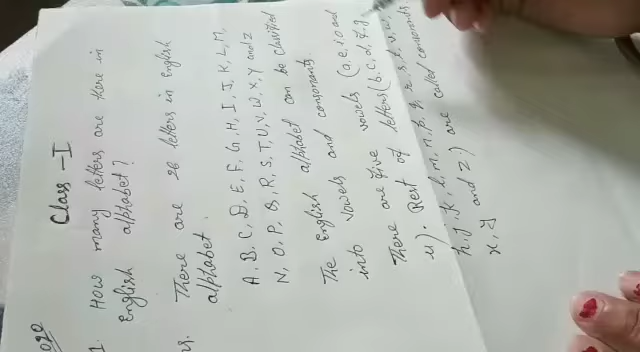 2020
Class - I
1. How many letters are there in
English alphabet?
There are 26 letters in English
alphabet.
A, B, C, D, E, F, G, H, I J, K, L, M,
N, O, P, Q, R, S, T, U, V, W, X, Y and Z
The English alphabet can be classified
into vowels and consonants.
There are five vowels (a, e, i o and
u). Rest of letters (b, c, d, f, g,
h, j, k, l, m, n, p, q, r, s, t, v, w,
x, y and z) are called consonants